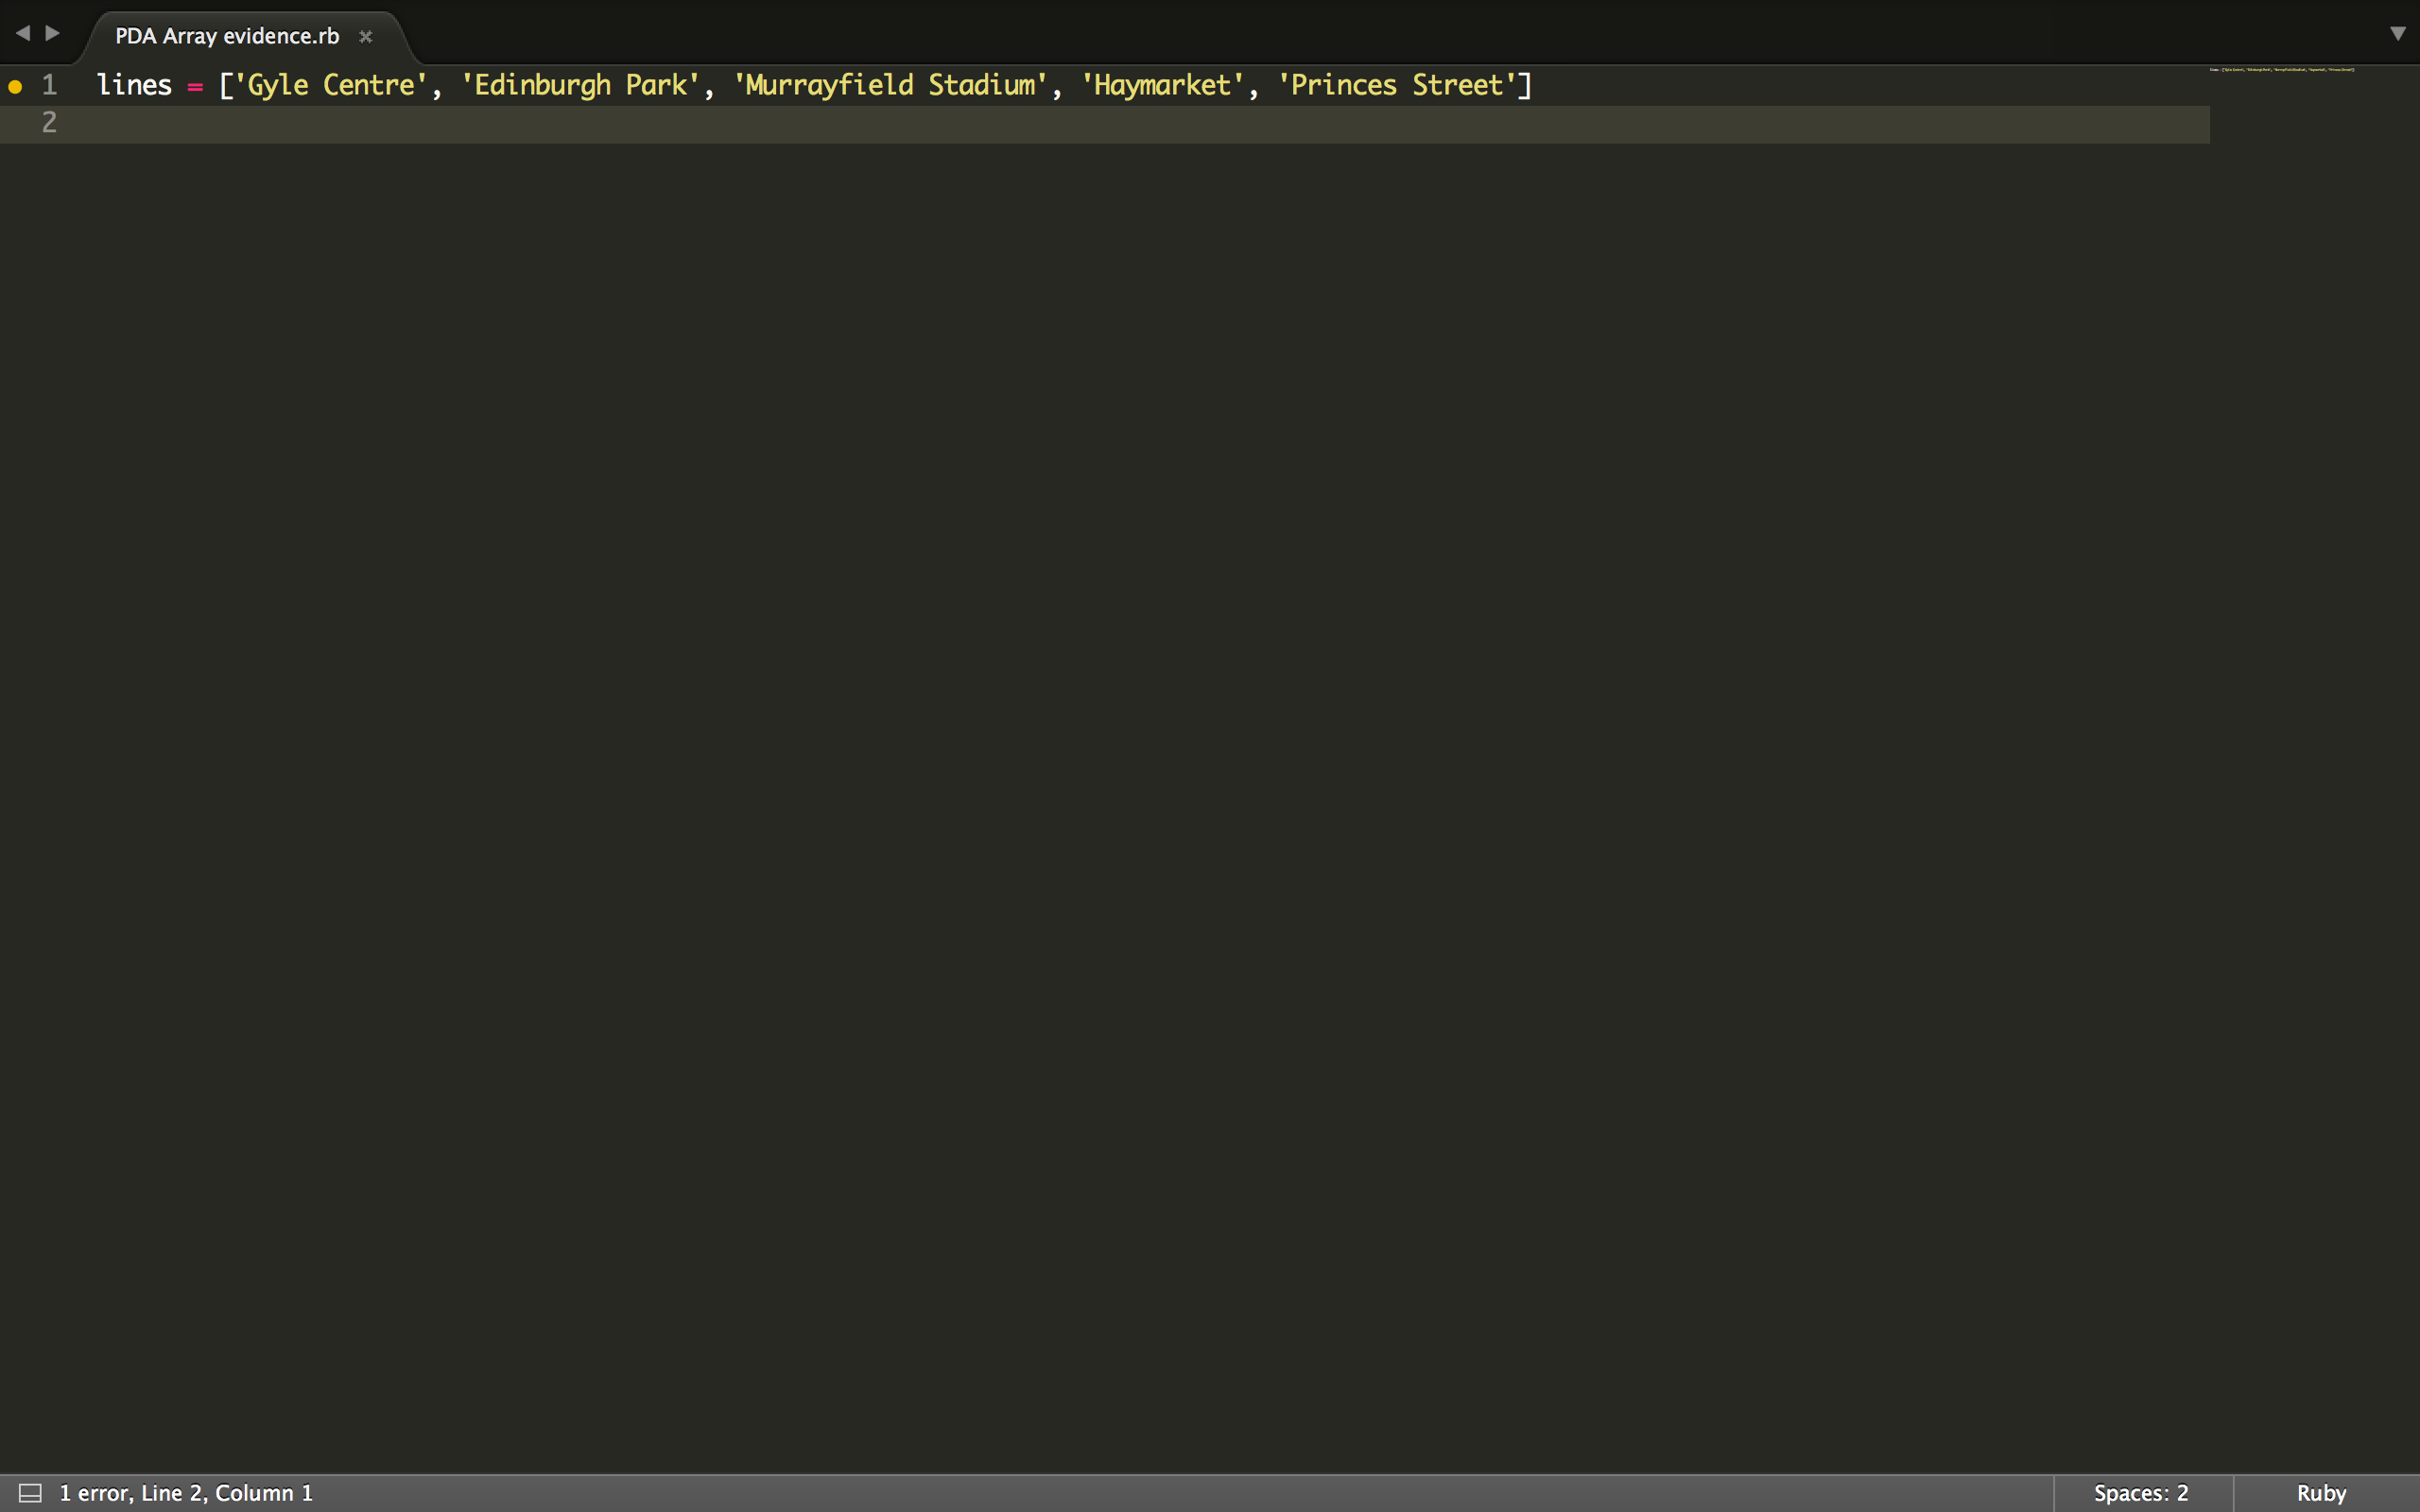 PDA Array evidence.rb
1 lines = ['Gyle Centre', 'Edinburgh Park', 'Murrayfield Stadium', 'Haymarket', 'Princes Street']
2
1 error, Line 2, Column 1 Spaces: 2 Ruby